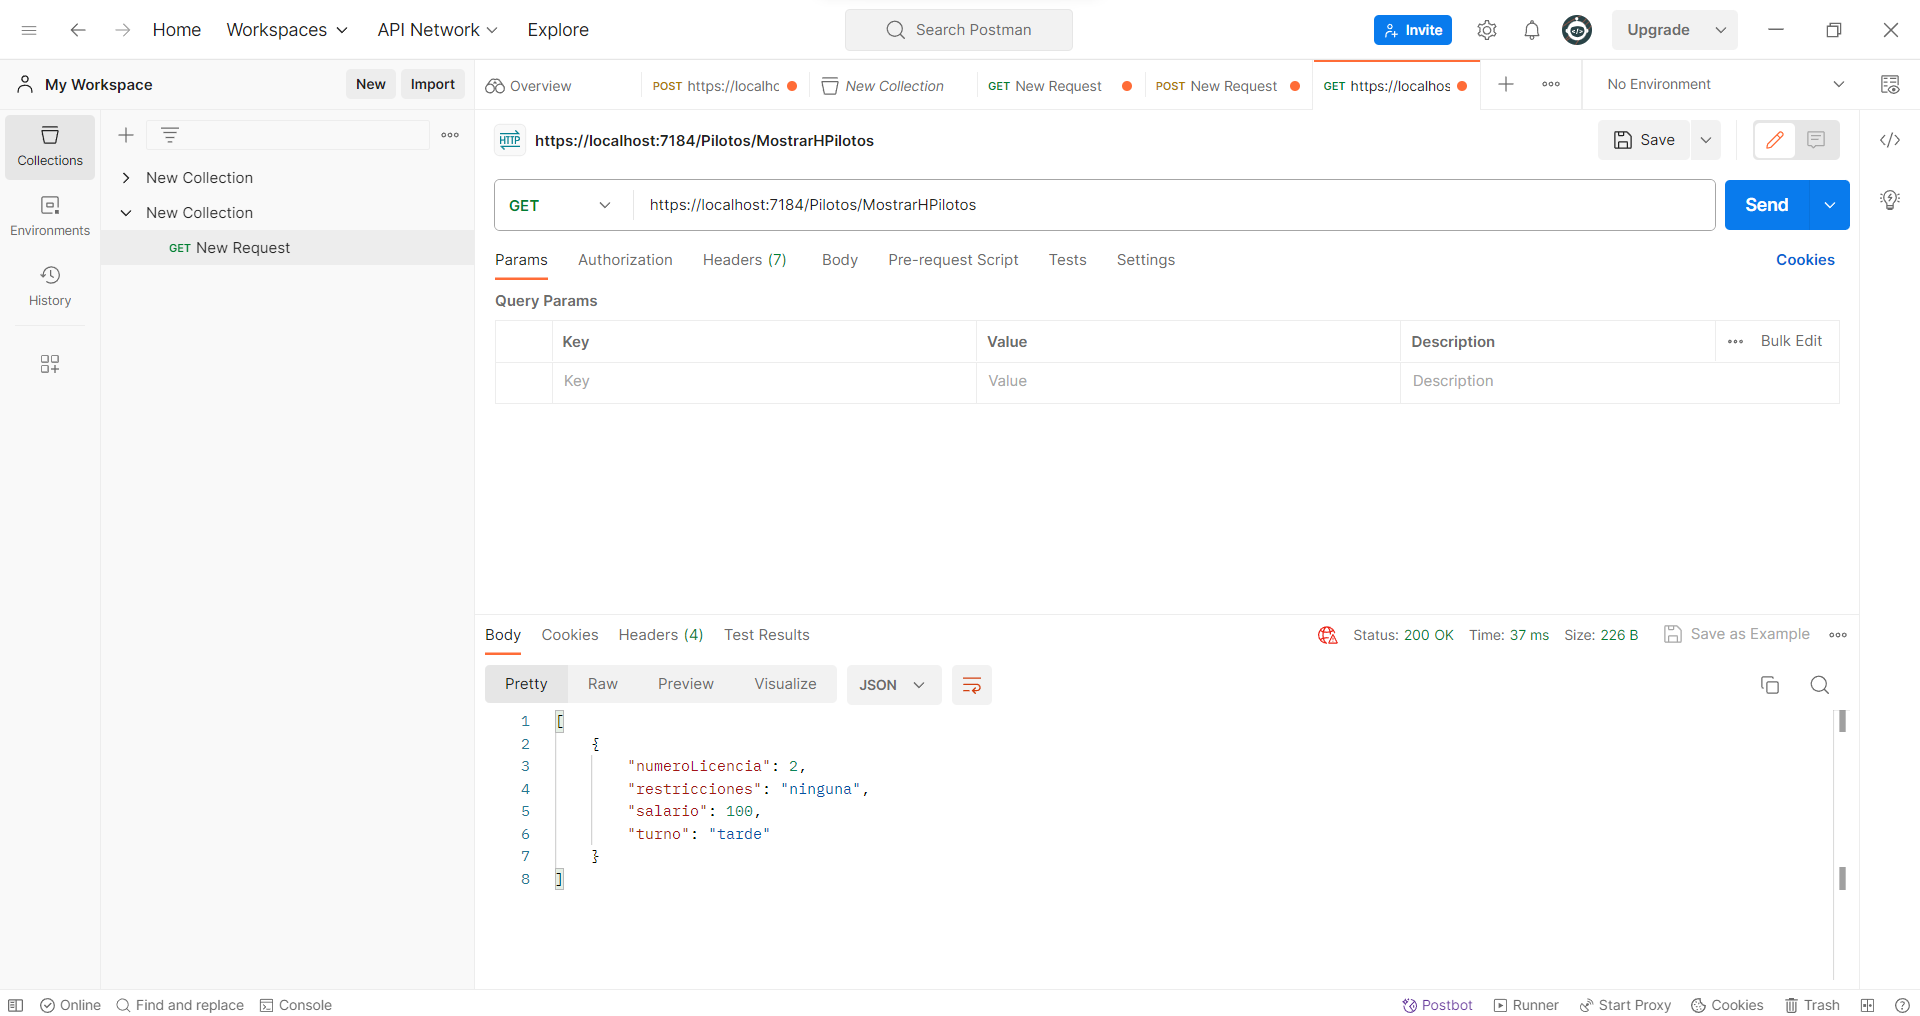 Home Workspaces API Network Explore Search Postman Invite Upgrade
My Workspace New Import Overview POST https://localhc New Collection GET New Request POST New Request GET https://localhos No Environment
Collections
Environments
History
New Collection
New Collection
GET New Request
HTTP https://localhost:7184/Pilotos/MostrarHPilotos Save
GET https://localhost:7184/Pilotos/MostrarHPilotos Send
Params Authorization Headers (7) Body Pre-request Script Tests Settings Cookies
Query Params
Key Value Description Bulk Edit
Key Value Description
Body Cookies Headers (4) Test Results Status: 200 OK Time: 37 ms Size: 226 B Save as Example
Pretty Raw Preview Visualize JSON
1 [
2 {
3 "numeroLicencia": 2,
4 "restricciones": "ninguna",
5 "salario": 100,
6 "turno": "tarde"
7 }
8 ]
Online Find and replace Console Postbot Runner Start Proxy Cookies Trash